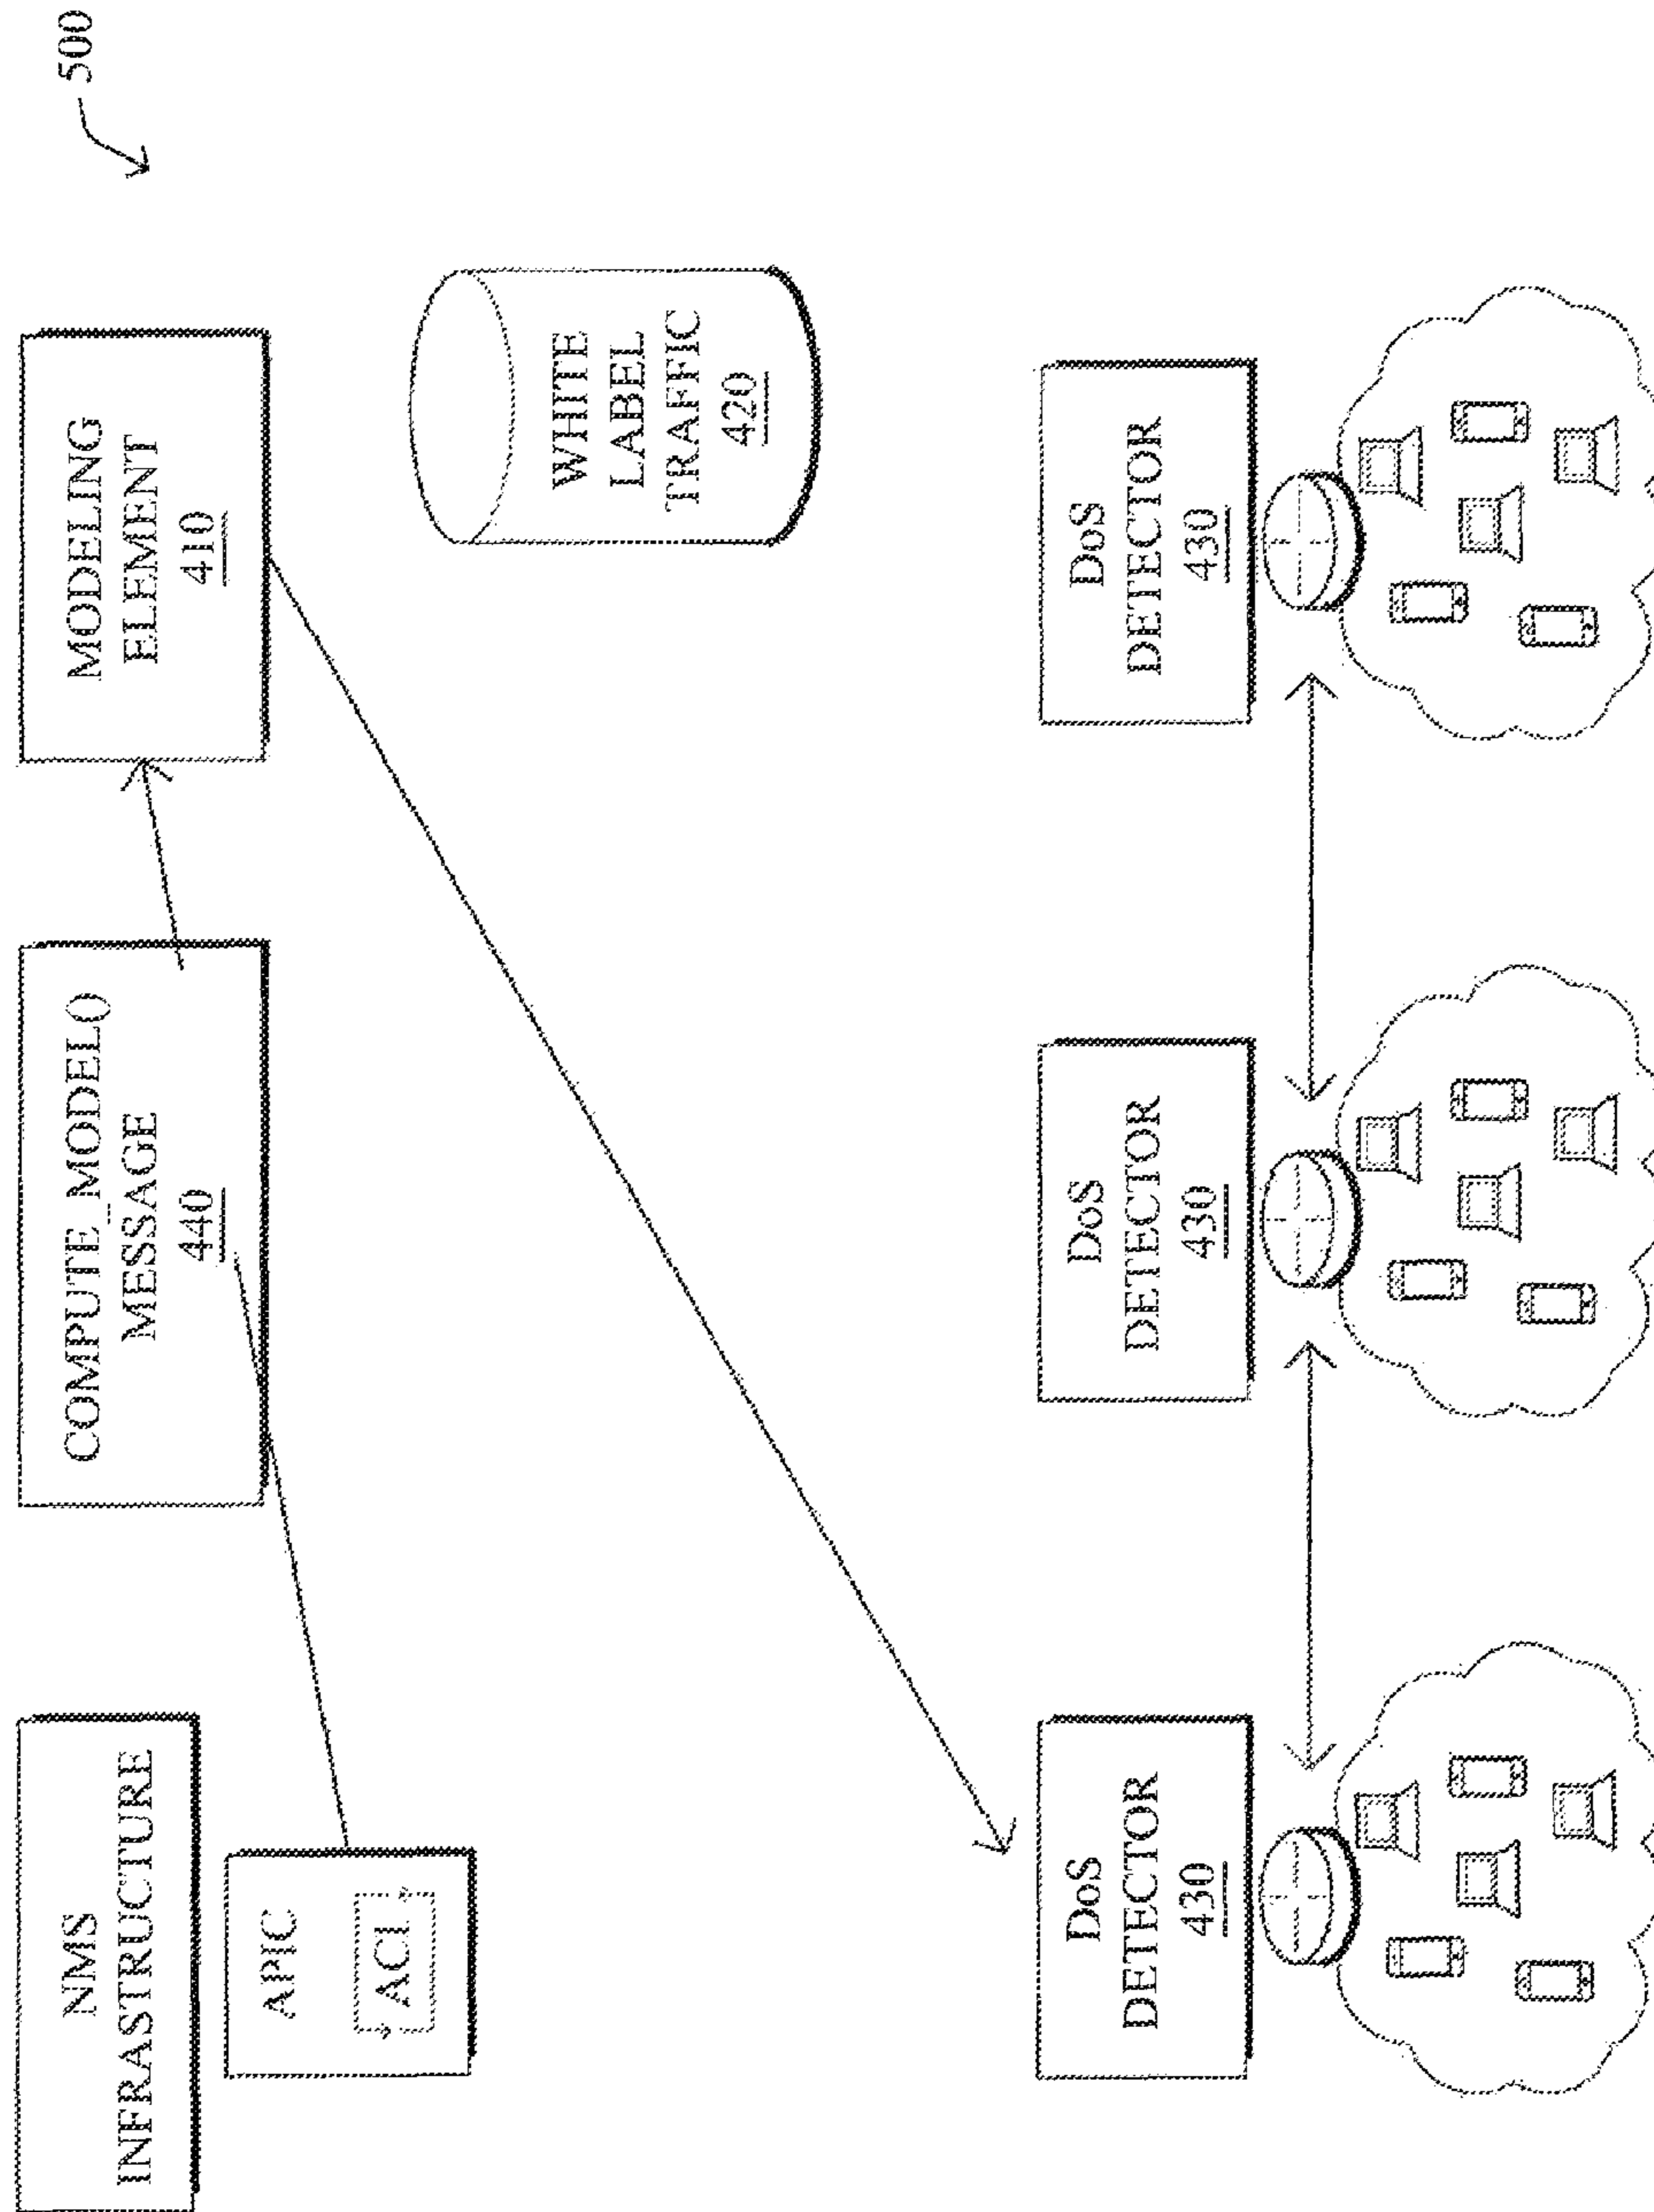 500
NMS
INFRASTRUCTURE
APIC
ACL
COMPUTE_MODEL()
MESSAGE
440
MODELING
ELEMENT
410
WHITE
LABEL
TRAFFIC
420
DoS
DETECTOR
430
DoS
DETECTOR
430
DoS
DETECTOR
430